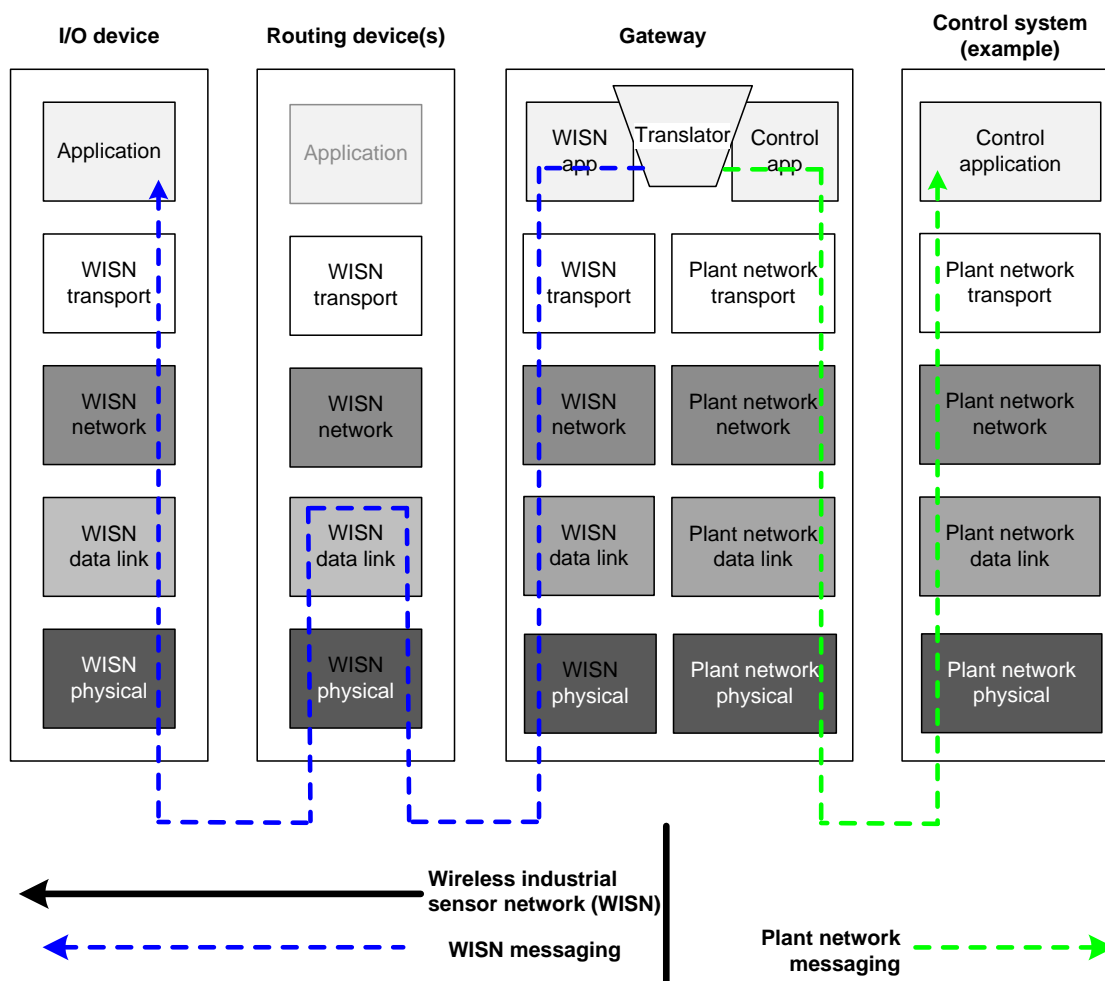 I/O device
Routing device(s)
Gateway
Control system
(example)
Application
Application
WISN
app
Translator
Control
app
Control
application
WISN
transport
WISN
transport
WISN
transport
Plant network
transport
Plant network
transport
WISN
network
WISN
network
WISN
network
Plant network
network
Plant network
network
WISN
data link
WISN
data link
WISN
data link
Plant network
data link
Plant network
data link
WISN
physical
WISN
physical
WISN
physical
Plant network
physical
Plant network
physical
Wireless industrial
sensor network (WISN)
WISN messaging
Plant network
messaging